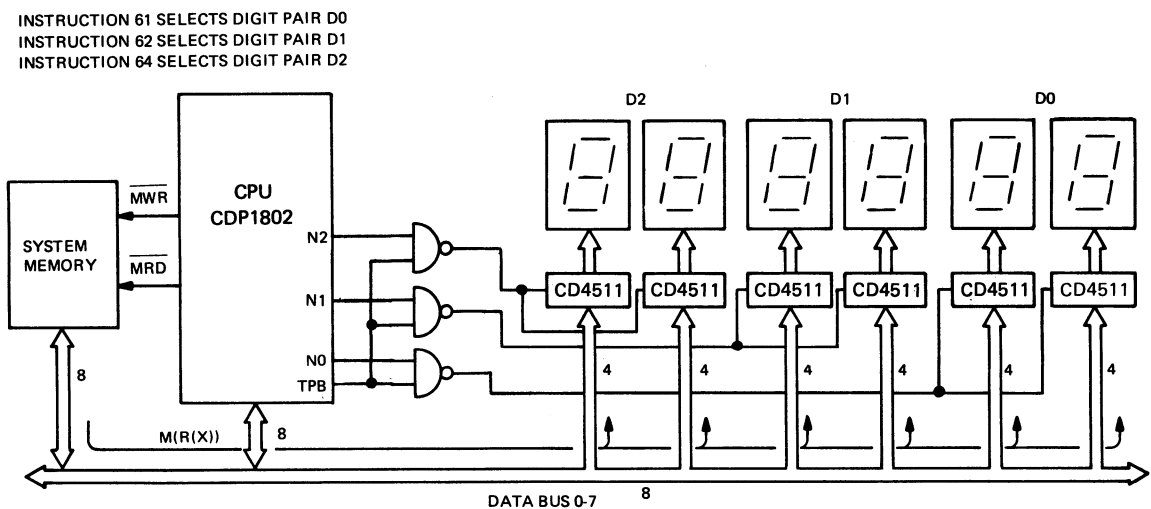 INSTRUCTION 61 SELECTS DIGIT PAIR D0
INSTRUCTION 62 SELECTS DIGIT PAIR D1
INSTRUCTION 64 SELECTS DIGIT PAIR D2
D2
D1
D0
CPU
CDP1802
MWR
MRD
SYSTEM
MEMORY
N2
N1
N0
TPB
CD4511
CD4511
CD4511
CD4511
CD4511
CD4511
8
M(R(X))
8
4
4
4
4
4
4
8
DATA BUS 0-7